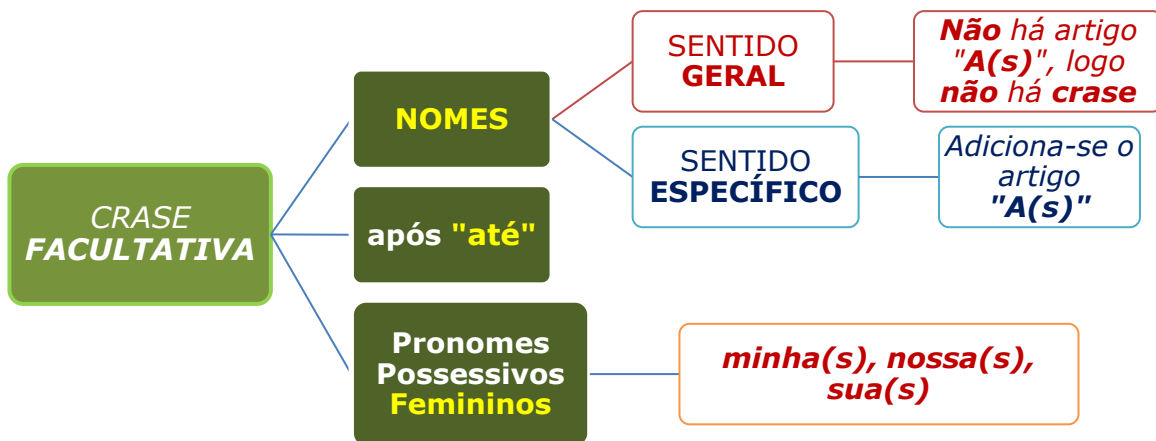 CRASE
FACULTATIVA
NOMES
SENTIDO
GERAL
Não há artigo
"A(s)", logo
não há crase
SENTIDO
ESPECÍFICO
Adiciona-se o
artigo
"A(s)"
após "até"
Pronomes
Possessivos
Femininos
minha(s), nossa(s),
sua(s)